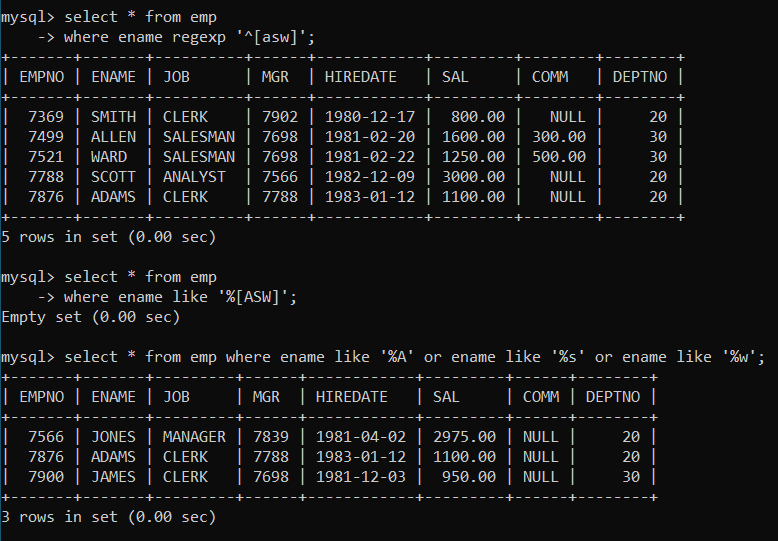 mysql> select * from emp
    -> where ename regexp '^[asw]';
+-------+-------+----------+------+------------+---------+--------+--------+
| EMPNO | ENAME | JOB      | MGR  | HIREDATE   | SAL     | COMM   | DEPTNO |
+-------+-------+----------+------+------------+---------+--------+--------+
|  7369 | SMITH | CLERK    | 7902 | 1980-12-17 |  800.00 |   NULL |     20 |
|  7499 | ALLEN | SALESMAN | 7698 | 1981-02-20 | 1600.00 | 300.00 |     30 |
|  7521 | WARD  | SALESMAN | 7698 | 1981-02-22 | 1250.00 | 500.00 |     30 |
|  7788 | SCOTT | ANALYST  | 7566 | 1982-12-09 | 3000.00 |   NULL |     20 |
|  7876 | ADAMS | CLERK    | 7788 | 1983-01-12 | 1100.00 |   NULL |     20 |
+-------+-------+----------+------+------------+---------+--------+--------+
5 rows in set (0.00 sec)

mysql> select * from emp
    -> where ename like '%[ASW]';
Empty set (0.00 sec)

mysql> select * from emp where ename like '%A' or ename like '%s' or ename like '%w';
+-------+-------+---------+------+------------+---------+------+--------+
| EMPNO | ENAME | JOB     | MGR  | HIREDATE   | SAL     | COMM | DEPTNO |
+-------+-------+---------+------+------------+---------+------+--------+
|  7566 | JONES | MANAGER | 7839 | 1981-04-02 | 2975.00 | NULL |     20 |
|  7876 | ADAMS | CLERK   | 7788 | 1983-01-12 | 1100.00 | NULL |     20 |
|  7900 | JAMES | CLERK   | 7698 | 1981-12-03 |  950.00 | NULL |     30 |
+-------+-------+---------+------+------------+---------+------+--------+
3 rows in set (0.00 sec)